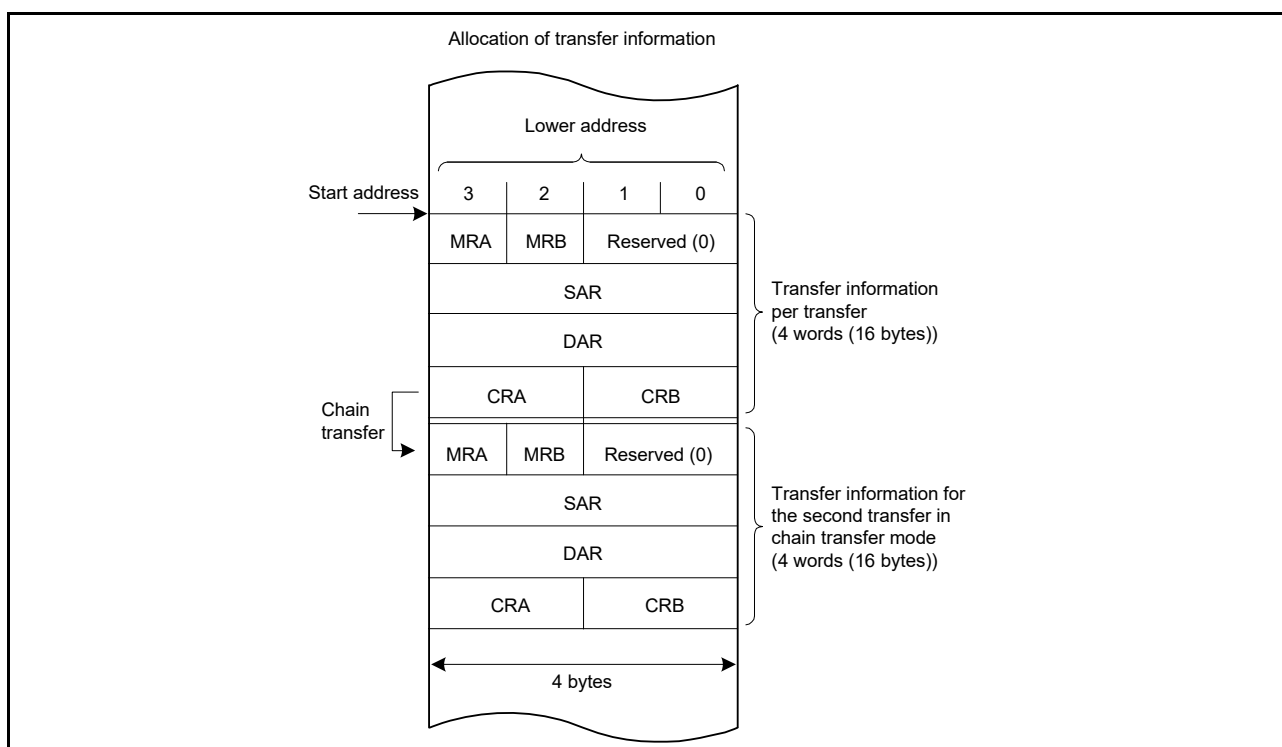 Allocation of transfer information
Lower address
Start address
3 2 1 0
MRA MRB Reserved (0)
SAR
DAR
CRA CRB
Transfer information
per transfer
(4 words (16 bytes))
Chain
transfer
MRA MRB Reserved (0)
SAR
DAR
CRA CRB
Transfer information for
the second transfer in
chain transfer mode
(4 words (16 bytes))
4 bytes